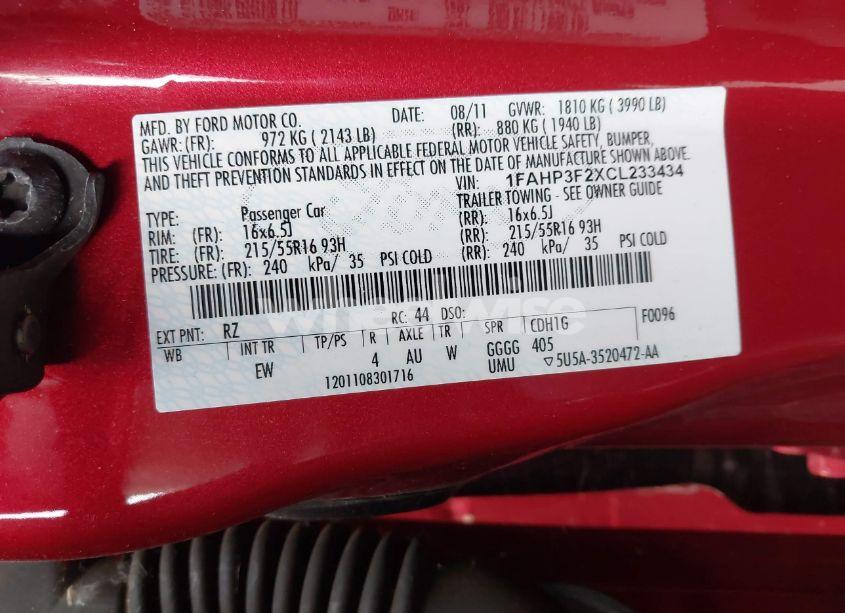 MFD. BY FORD MOTOR CO. DATE: 08/11 GVWR: 1810 KG ( 3990 LB)
GAWR: (FR): 972 KG ( 2143 LB) (RR): 880 KG ( 1940 LB)
THIS VEHICLE CONFORMS TO ALL APPLICABLE FEDERAL MOTOR VEHICLE SAFETY, BUMPER,
AND THEFT PREVENTION STANDARDS IN EFFECT ON THE DATE OF MANUFACTURE SHOWN ABOVE.
VIN: 1FAHP3F2XCL233434
TYPE: Passenger Car TRAILER TOWING - SEE OWNER GUIDE
RIM: (FR): 16x6.5J (RR): 16x6.5J
TIRE: (FR): 215/55R16 93H (RR): 215/55R16 93H
PRESSURE: (FR): 240 kPa/ 35 PSI COLD (RR): 240 kPa/ 35 PSI COLD
wheelwise
EXT PNT: RZ RC: 44 DSO: F0096
WB INT TR TP/PS R AXLE TR SPR CDH1G
EW 4 AU W GGGG 405
UMU ▽5U5A-3520472-AA
1201108301716